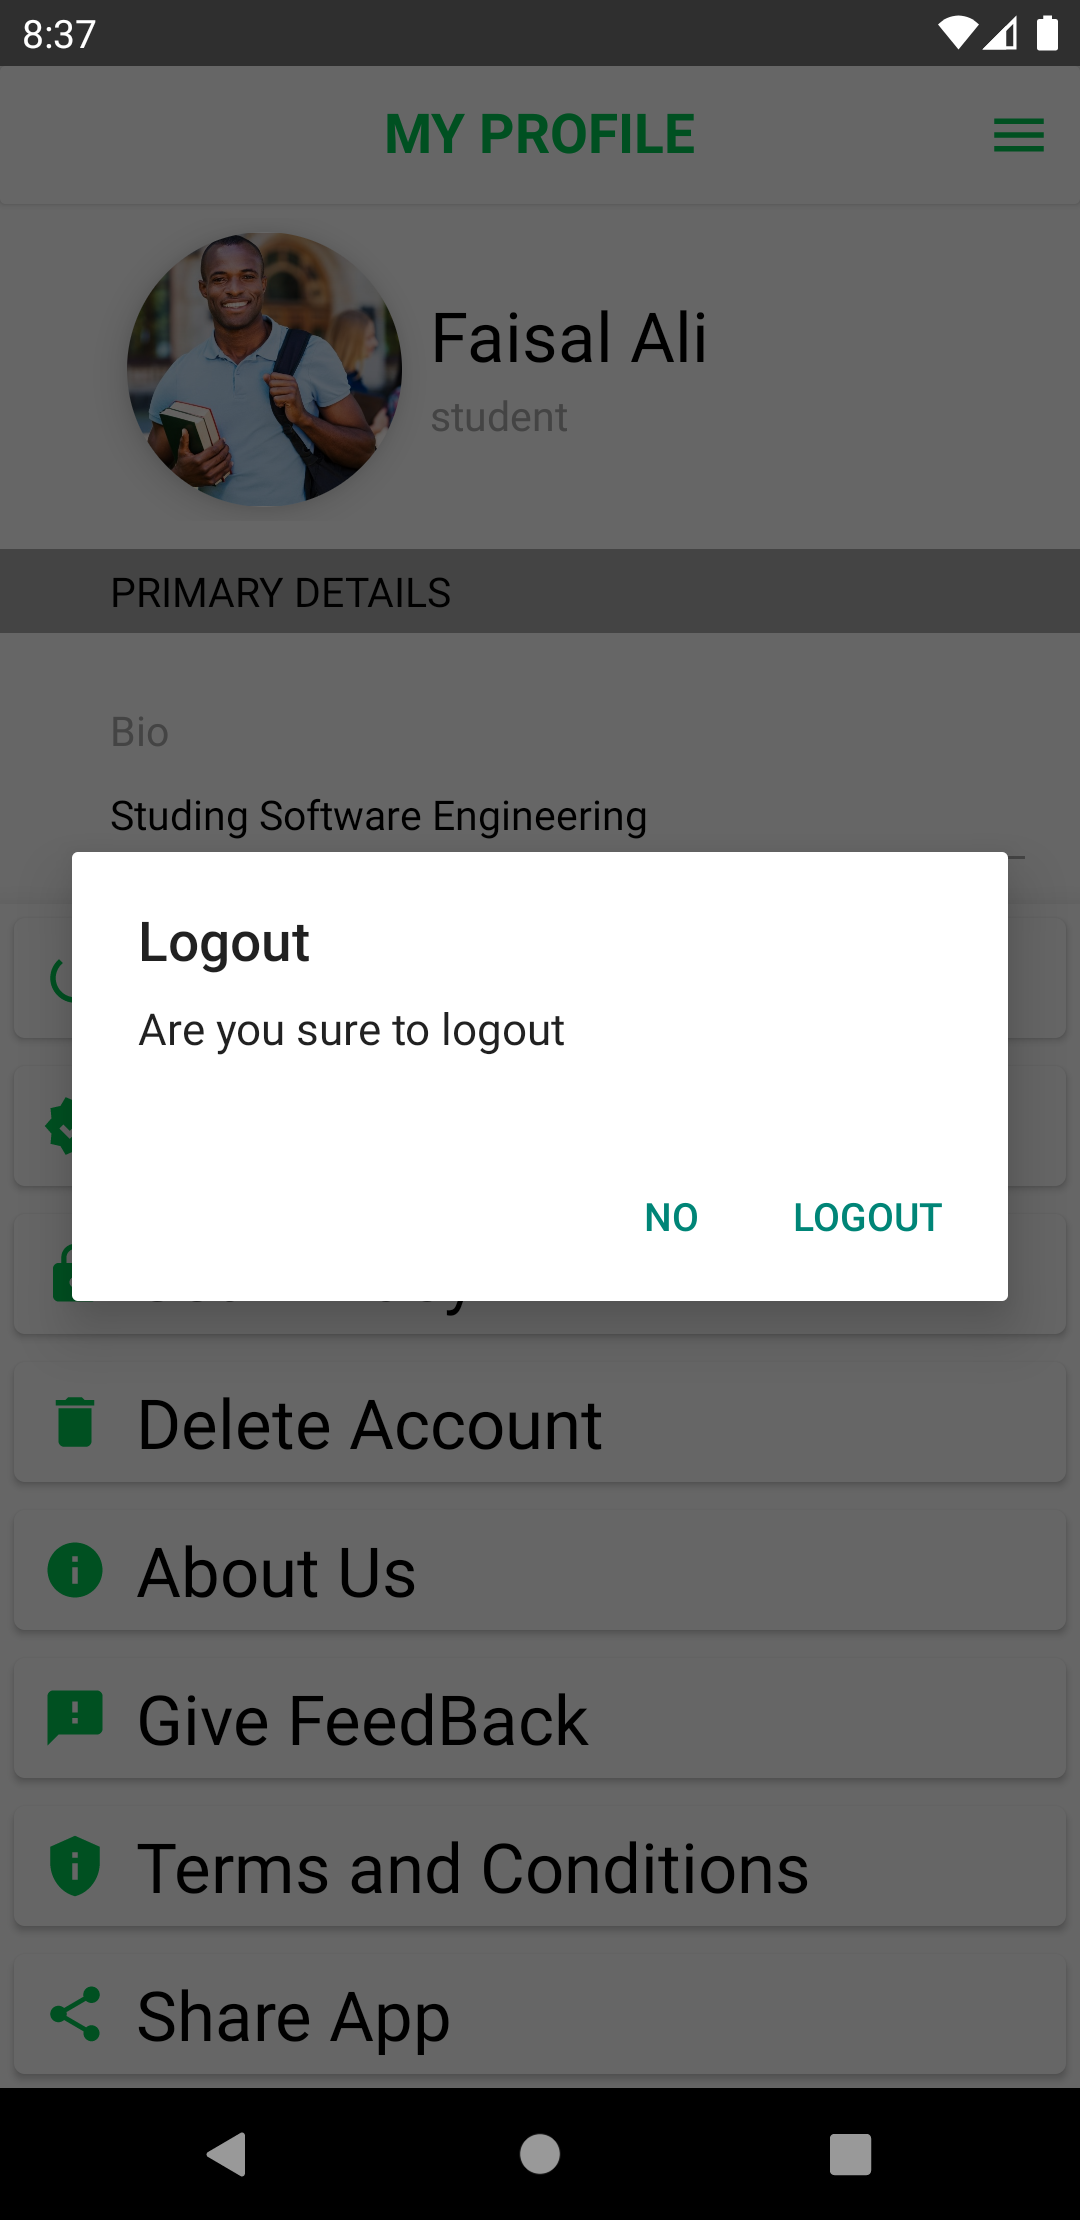 8:37
MY PROFILE
Faisal Ali
student
PRIMARY DETAILS
Bio
Studing Software Engineering
Logout
Are you sure to logout
NO
LOGOUT
Delete Account
About Us
Give FeedBack
Terms and Conditions
Share App